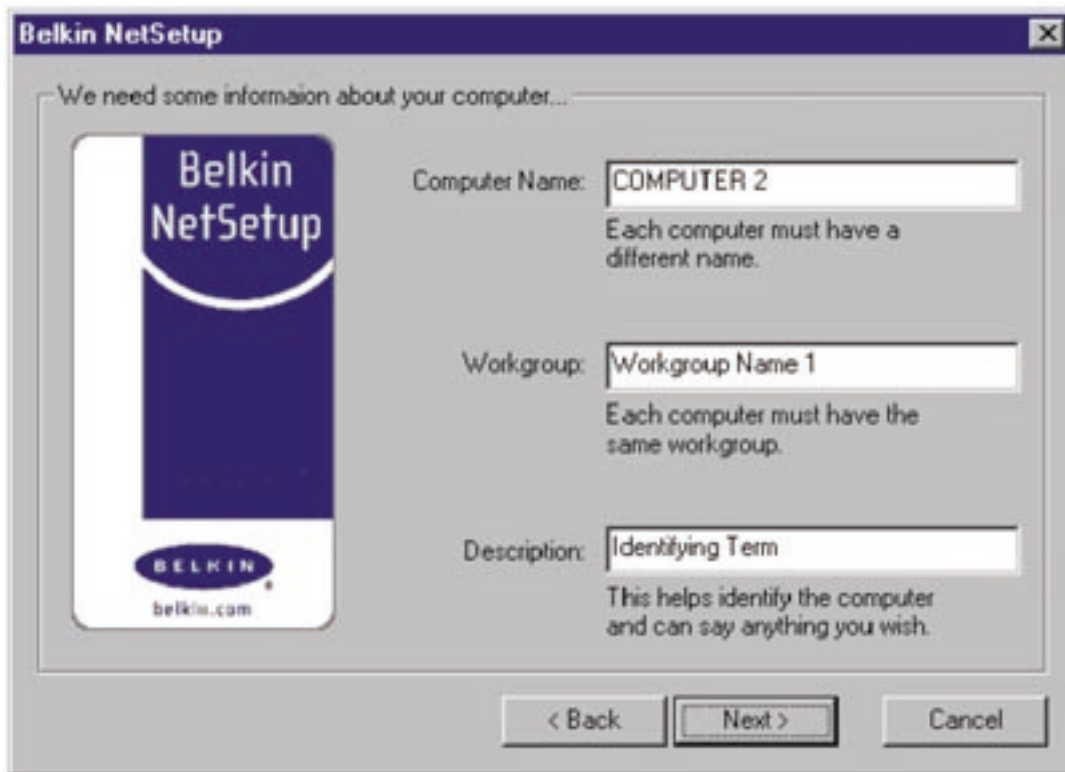 Belkin NetSetup
We need some informaion about your computer...
Belkin
NetSetup
BELKIN
belkin.com
Computer Name: COMPUTER 2
Each computer must have a
different name.
Workgroup: Workgroup Name 1
Each computer must have the
same workgroup.
Description: Identifying Term
This helps identify the computer
and can say anything you wish.
< Back Next > Cancel